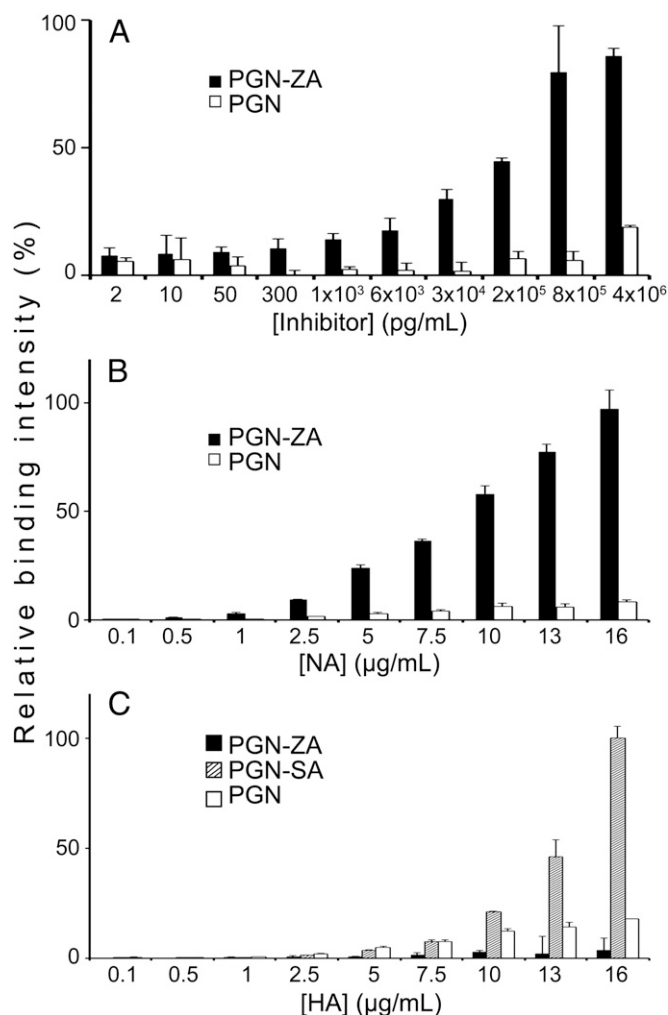 Relative binding intensity (%)
A
PGN-ZA
PGN
100
50
0
2 10 50 300 1x10³ 6x10³ 3x10⁴ 2x10⁵ 8x10⁵ 4x10⁶
[Inhibitor] (pg/mL)
B
PGN-ZA
PGN
100
50
0
0.1 0.5 1 2.5 5 7.5 10 13 16
[NA] (µg/mL)
C
PGN-ZA
PGN-SA
PGN
100
50
0
0.1 0.5 1 2.5 5 7.5 10 13 16
[HA] (µg/mL)